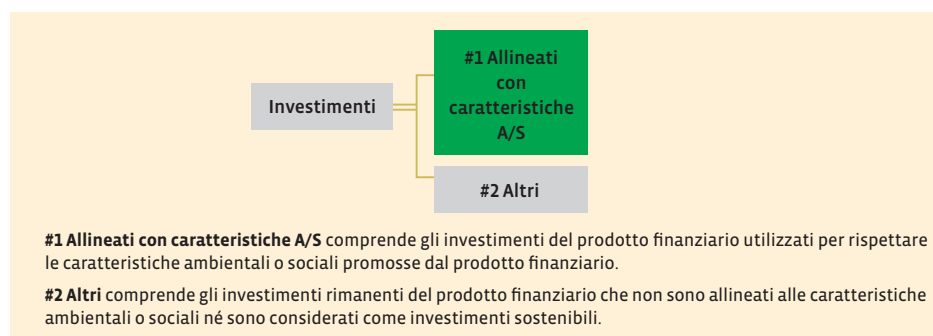 Investimenti
#1 Allineati
con
caratteristiche
A/S
#2 Altri
#1 Allineati con caratteristiche A/S comprende gli investimenti del prodotto finanziario utilizzati per rispettare
le caratteristiche ambientali o sociali promosse dal prodotto finanziario.
#2 Altri comprende gli investimenti rimanenti del prodotto finanziario che non sono allineati alle caratteristiche
ambientali o sociali né sono considerati come investimenti sostenibili.